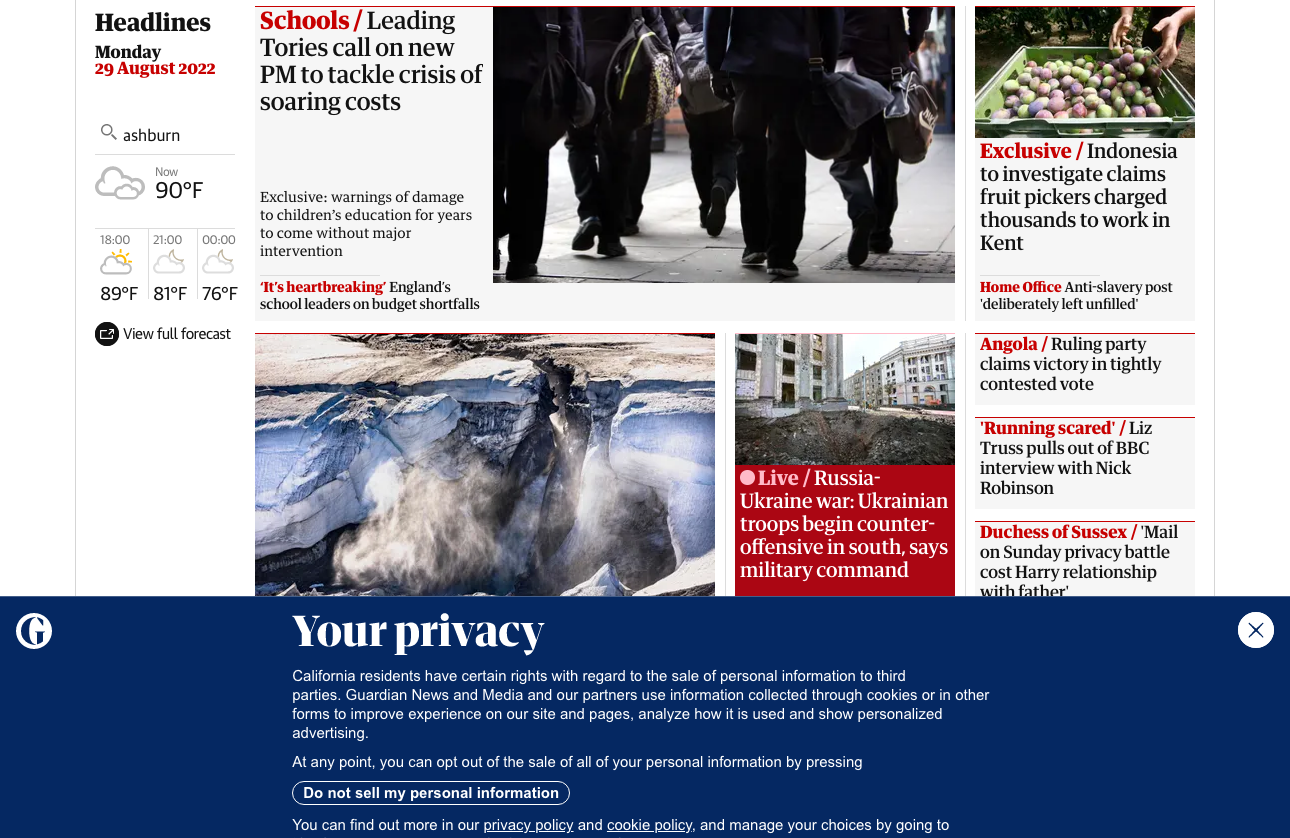 Headlines
Monday
29 August 2022
ashburn
Now
90°F
18:00
21:00
00:00
89°F
81°F
76°F
View full forecast
Schools / Leading
Tories call on new
PM to tackle crisis of
soaring costs
Exclusive: warnings of damage
to children’s education for years
to come without major
intervention
‘It’s heartbreaking’ England’s
school leaders on budget shortfalls
Exclusive / Indonesia
to investigate claims
fruit pickers charged
thousands to work in
Kent
Home Office Anti-slavery post
'deliberately left unfilled'
Live / Russia-
Ukraine war: Ukrainian
troops begin counter-
offensive in south, says
military command
Angola / Ruling party
claims victory in tightly
contested vote
'Running scared' / Liz
Truss pulls out of BBC
interview with Nick
Robinson
Duchess of Sussex / 'Mail
on Sunday privacy battle
cost Harry relationship
with father'
G
Your privacy
California residents have certain rights with regard to the sale of personal information to third
parties. Guardian News and Media and our partners use information collected through cookies or in other
forms to improve experience on our site and pages, analyze how it is used and show personalized
advertising.
At any point, you can opt out of the sale of all of your personal information by pressing
Do not sell my personal information
You can find out more in our privacy policy and cookie policy, and manage your choices by going to